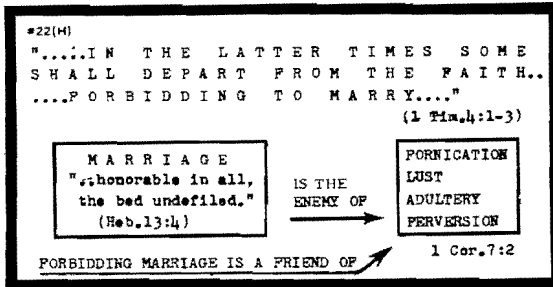 #22(H)
".....IN THE LATTER TIMES SOME
SHALL DEPART FROM THE FAITH..
....FORBIDDING TO MARRY...."
(1 Tim.4:1-3)
MARRIAGE
"..honorable in all,
the bed undefiled."
(Heb.13:4)
IS THE
ENEMY OF
FORNICATION
LUST
ADULTERY
PERVERSION
1 Cor.7:2
FORBIDDING MARRIAGE IS A FRIEND OF